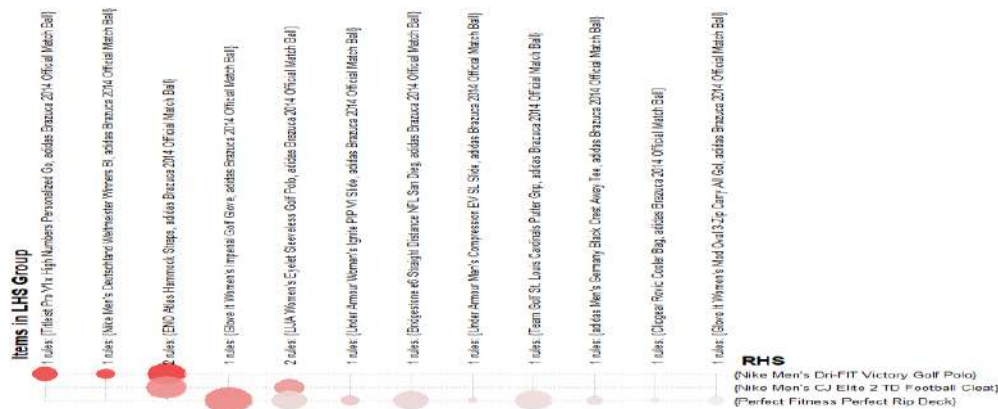 Items in LHS Group
1 rules: {Titleist Pro V1x High Numbers Personalized Go, adidas Brazuca 2014 Official Match Ball}
1 rules: {Nike Men's Deutschland Weltmeister Winners Bl, adidas Brazuca 2014 Official Match Ball}
2 rules: {ENO Atlas Hammock Straps, adidas Brazuca 2014 Official Match Ball}
1 rules: {Glove It Women's Imperial Golf Glove, adidas Brazuca 2014 Official Match Ball}
2 rules: {LIJA Women's Eyelet Sleeveless Golf Polo, adidas Brazuca 2014 Official Match Ball}
1 rules: {Under Armour Women's Ignite PIP VI Slide, adidas Brazuca 2014 Official Match Ball}
1 rules: {Bridgestone e6 Straight Distance NFL San Dieg, adidas Brazuca 2014 Official Match Ball}
1 rules: {Under Armour Men's Compression EV SL Slide, adidas Brazuca 2014 Official Match Ball}
1 rules: {Team Golf St. Louis Cardinals Putter Grip, adidas Brazuca 2014 Official Match Ball}
1 rules: {adidas Men's Germany Black Crest Away Tee, adidas Brazuca 2014 Official Match Ball}
1 rules: {Clicgear Rovic Cooler Bag, adidas Brazuca 2014 Official Match Ball}
1 rules: {Glove It Women's Mod Oval 3-Zip Carry All Gol, adidas Brazuca 2014 Official Match Ball}
RHS
{Nike Men's Dri-FIT Victory Golf Polo}
{Nike Men's CJ Elite 2 TD Football Cleat}
{Perfect Fitness Perfect Rip Deck}